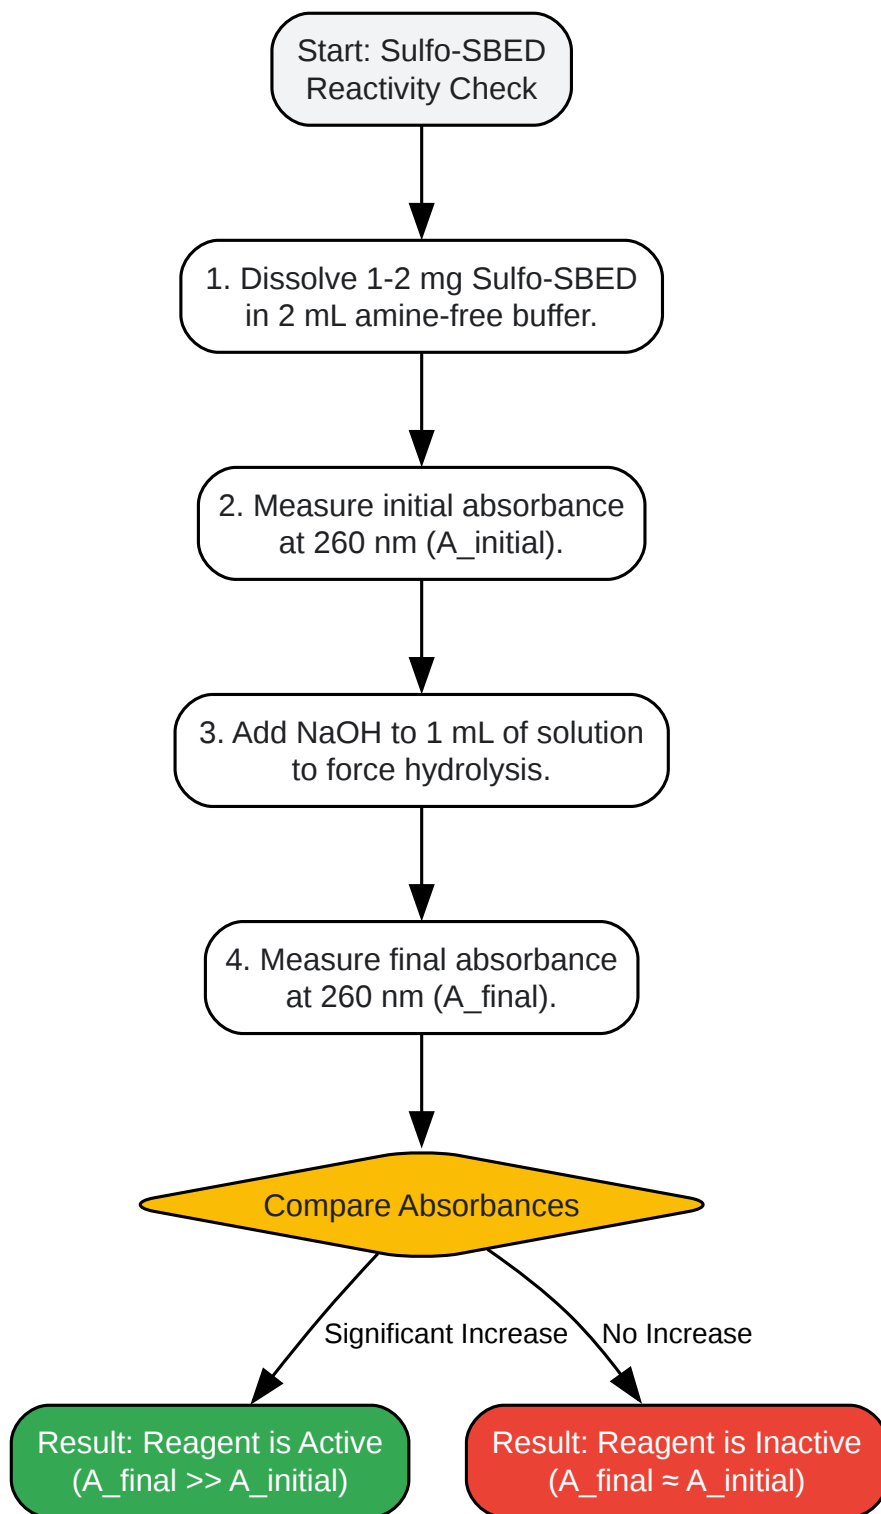 Start: Sulfo-SBED
Reactivity Check
1. Dissolve 1-2 mg Sulfo-SBED
in 2 mL amine-free buffer.
2. Measure initial absorbance
at 260 nm (A_initial).
3. Add NaOH to 1 mL of solution
to force hydrolysis.
4. Measure final absorbance
at 260 nm (A_final).
Compare Absorbances
Significant Increase
No Increase
Result: Reagent is Active
(A_final >> A_initial)
Result: Reagent is Inactive
(A_final ≈ A_initial)